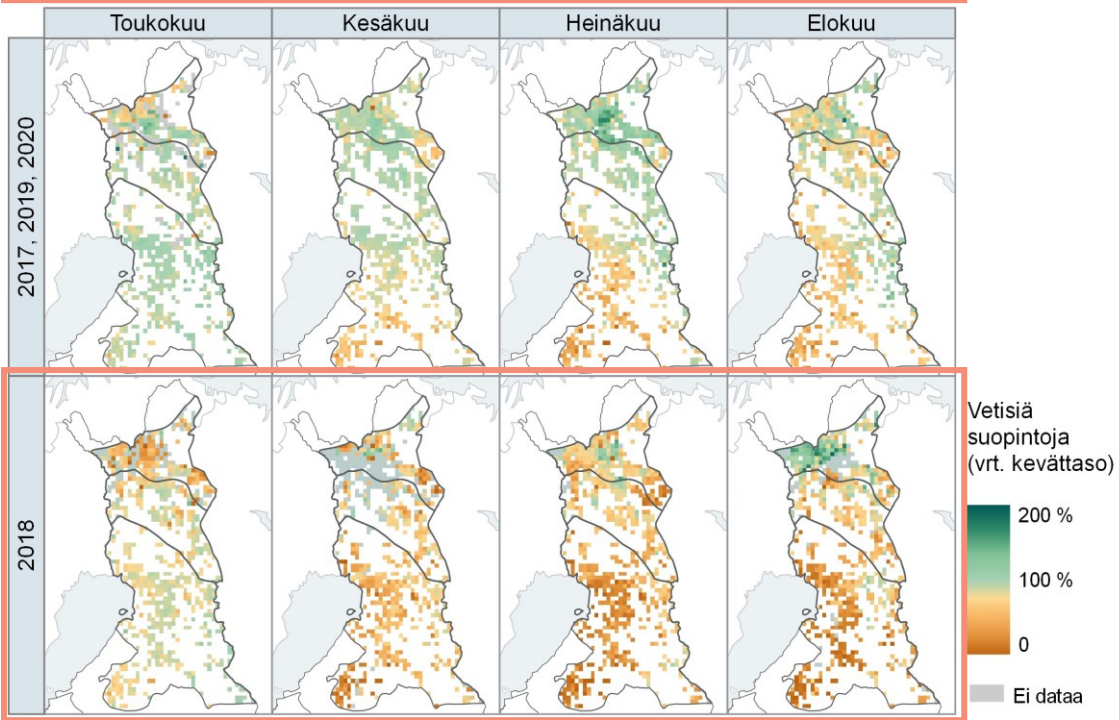 Toukokuu
Kesäkuu
Heinäkuu
Elokuu
2017, 2019, 2020
2018
Vetisiä
suopintoja
(vrt. kevättaso)
200 %
100 %
0
Ei dataa